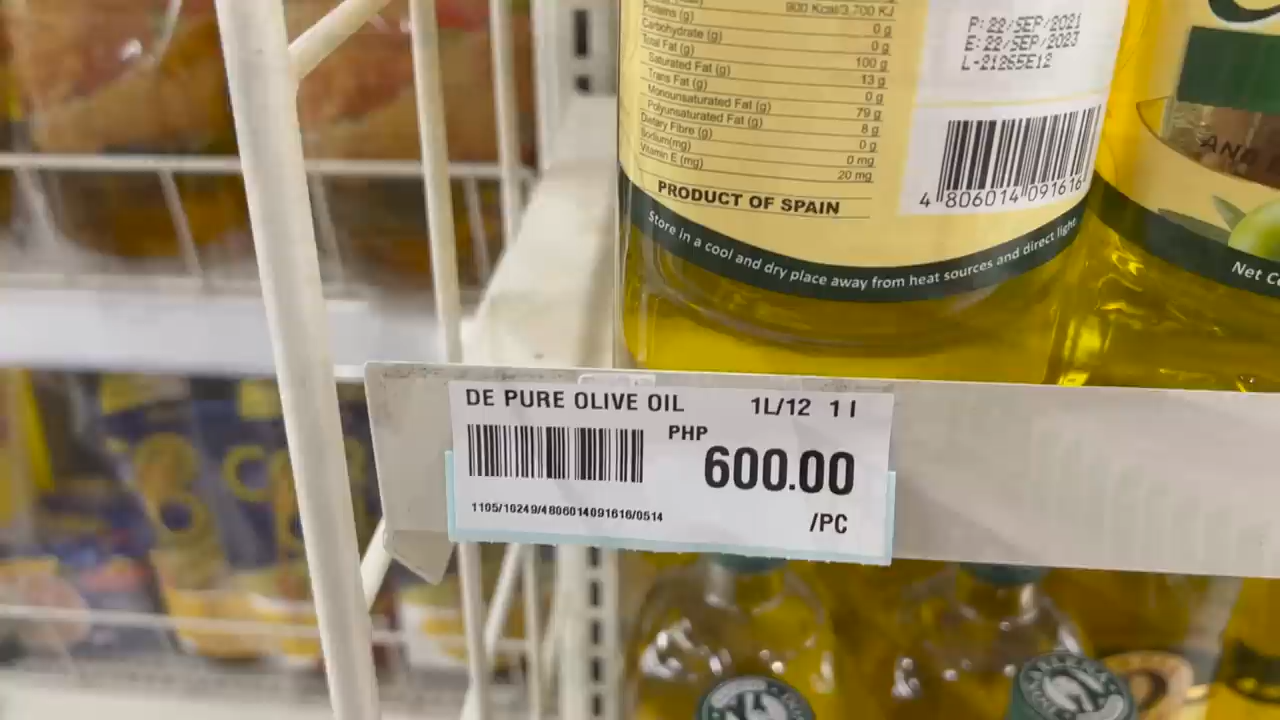 900 Kcal/3,700 KJ
Proteins (g) 0 g
Carbohydrate (g) 0 g
Total Fat (g) 100 g
Saturated Fat (g) 13 g
Trans Fat (g) 0 g
Monounsaturated Fat (g) 79 g
Polyunsaturated Fat (g) 8 g
Dietary Fibre (g) 0 g
Sodium(mg) 0 mg
Vitamin E (mg) 20 mg
PRODUCT OF SPAIN
Store in a cool and dry place away from heat sources and direct light.
P: 22/SEP/2021
E: 22/SEP/2023
L-21265E12
4 806014 091616
Net
DE PURE OLIVE OIL 1L/12 1 l
PHP
600.00
/PC
1105/10249/4806014091616/0514